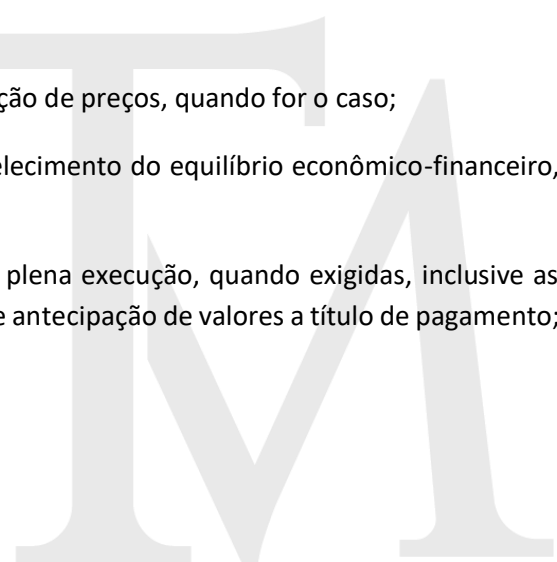 ção de preços, quando for o caso;
elecimento do equilíbrio econômico-financeiro,
plena execução, quando exigidas, inclusive as
e antecipação de valores a título de pagamento;
TM